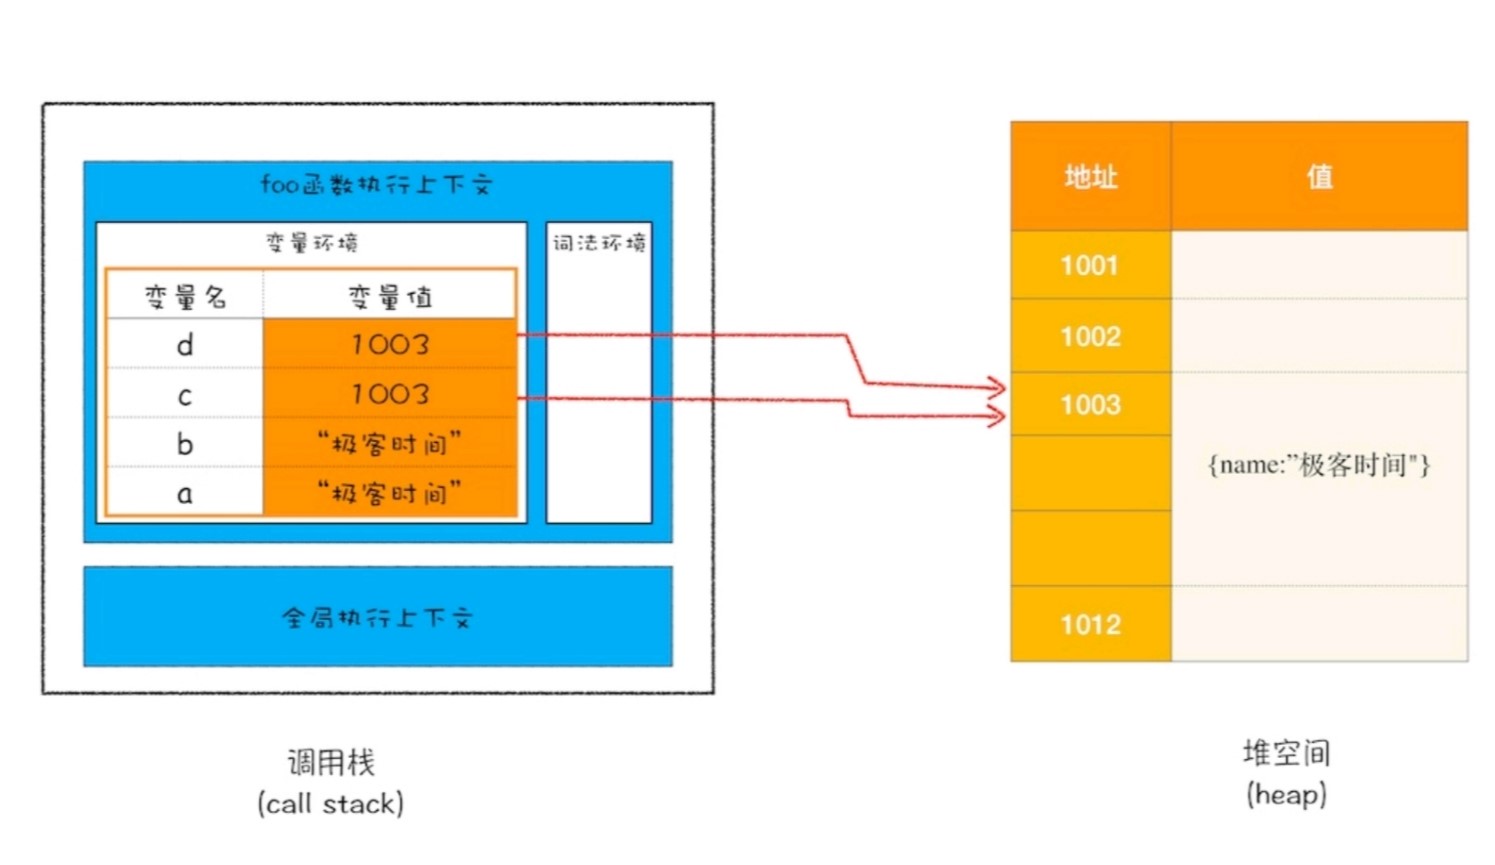 foo函数执行上下文
变量环境
词法环境
变量名 变量值
d 1003
c 1003
b “极客时间”
a “极客时间”
全局执行上下文
调用栈
(call stack)
地址 值
1001
1002
1003
{name:”极客时间"}
1012
堆空间
(heap)